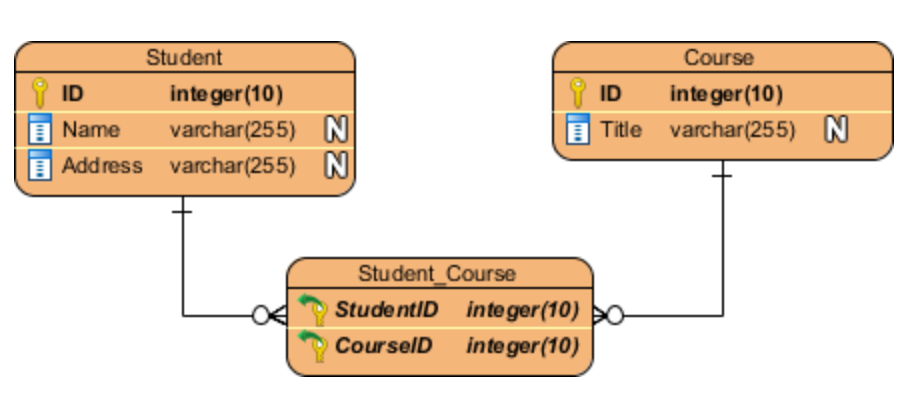 Student
ID integer(10)
Name varchar(255) N
Address varchar(255) N
Course
ID integer(10)
Title varchar(255) N
Student_Course
StudentID integer(10)
CourseID integer(10)